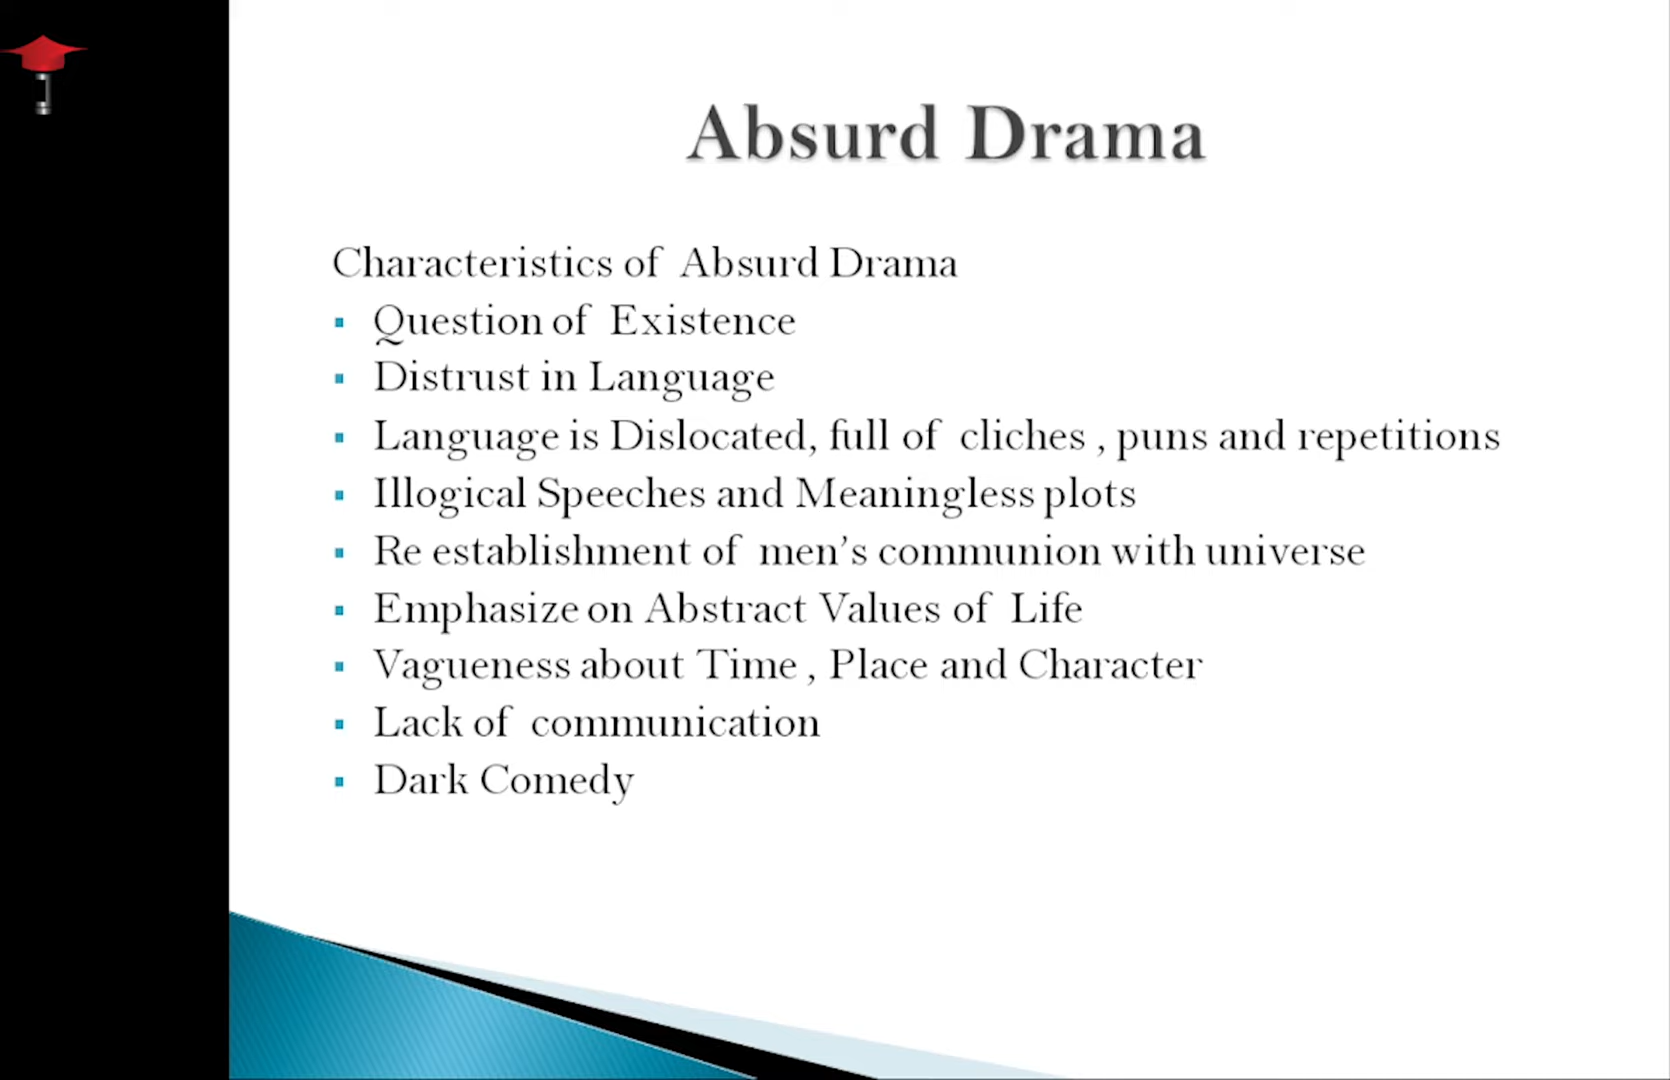 Absurd Drama
Characteristics of Absurd Drama
Question of Existence
Distrust in Language
Language is Dislocated, full of cliches , puns and repetitions
Illogical Speeches and Meaningless plots
Re establishment of men’s communion with universe
Emphasize on Abstract Values of Life
Vagueness about Time , Place and Character
Lack of communication
Dark Comedy